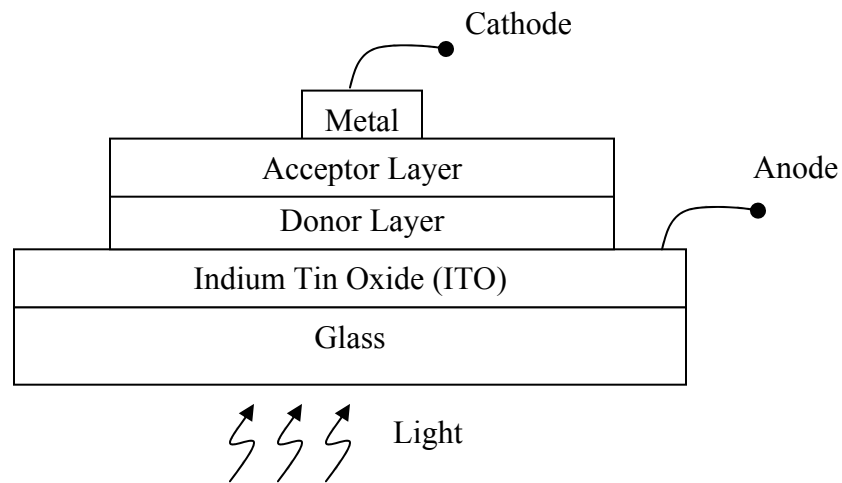 Cathode
Metal
Acceptor Layer
Anode
Donor Layer
Indium Tin Oxide (ITO)
Glass
Light